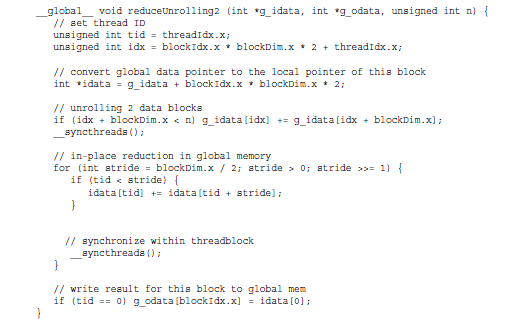 __global__ void reduceUnrolling2 (int *g_idata, int *g_odata, unsigned int n) {
// set thread ID
unsigned int tid = threadIdx.x;
unsigned int idx = blockIdx.x * blockDim.x * 2 + threadIdx.x;
// convert global data pointer to the local pointer of this block
int *idata = g_idata + blockIdx.x * blockDim.x * 2;
// unrolling 2 data blocks
if (idx + blockDim.x < n) g_idata[idx] += g_idata[idx + blockDim.x];
__syncthreads();
// in-place reduction in global memory
for (int stride = blockDim.x / 2; stride > 0; stride >>= 1) {
if (tid < stride) {
idata[tid] += idata[tid + stride];
}
// synchronize within threadblock
__syncthreads();
}
// write result for this block to global mem
if (tid == 0) g_odata[blockIdx.x] = idata[0];
}